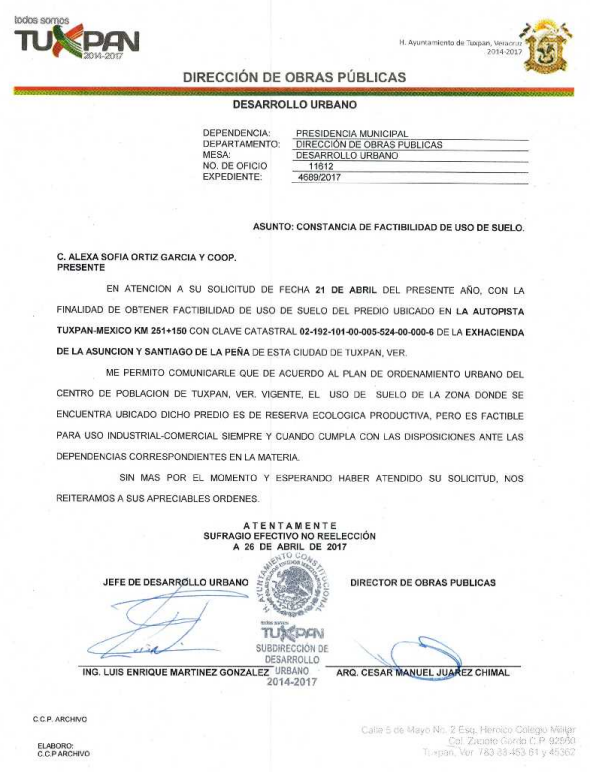 todos somos
TUXPAN
2014-2017
H. Ayuntamiento de Tuxpan, Veracruz
2014-2017
DIRECCIÓN DE OBRAS PÚBLICAS
DESARROLLO URBANO
DEPENDENCIA: PRESIDENCIA MUNICIPAL
DEPARTAMENTO: DIRECCIÓN DE OBRAS PUBLICAS
MESA: DESARROLLO URBANO
NO. DE OFICIO 11612
EXPEDIENTE: 4689/2017
ASUNTO: CONSTANCIA DE FACTIBILIDAD DE USO DE SUELO.
C. ALEXA SOFIA ORTIZ GARCIA Y COOP.
PRESENTE
EN ATENCION A SU SOLICITUD DE FECHA 21 DE ABRIL DEL PRESENTE AÑO, CON LA
FINALIDAD DE OBTENER FACTIBILIDAD DE USO DE SUELO DEL PREDIO UBICADO EN LA AUTOPISTA
TUXPAN-MEXICO KM 251+150 CON CLAVE CATASTRAL 02-192-101-00-005-524-00-000-6 DE LA EXHACIENDA
DE LA ASUNCION Y SANTIAGO DE LA PEÑA DE ESTA CIUDAD DE TUXPAN, VER.
ME PERMITO COMUNICARLE QUE DE ACUERDO AL PLAN DE ORDENAMIENTO URBANO DEL
CENTRO DE POBLACION DE TUXPAN, VER. VIGENTE, EL USO DE SUELO DE LA ZONA DONDE SE
ENCUENTRA UBICADO DICHO PREDIO ES DE RESERVA ECOLOGICA PRODUCTIVA, PERO ES FACTIBLE
PARA USO INDUSTRIAL-COMERCIAL SIEMPRE Y CUANDO CUMPLA CON LAS DISPOSICIONES ANTE LAS
DEPENDENCIAS CORRESPONDIENTES EN LA MATERIA.
SIN MAS POR EL MOMENTO Y ESPERANDO HABER ATENDIDO SU SOLICITUD, NOS
REITERAMOS A SUS APRECIABLES ORDENES.
ATENTAMENTE
SUFRAGIO EFECTIVO NO REELECCIÓN
A 26 DE ABRIL DE 2017
H. AYUNTAMIENTO CONSTITUCIONAL
ESTADOS UNIDOS MEXICANOS
JEFE DE DESARROLLO URBANO
DIRECTOR DE OBRAS PUBLICAS
todos somos
TUXPAN
SUBDIRECCIÓN DE
DESARROLLO
URBANO
2014-2017
ING. LUIS ENRIQUE MARTINEZ GONZALEZ
ARQ. CESAR MANUEL JUAREZ CHIMAL
C.C.P. ARCHIVO
ELABORO:
C.C.P ARCHIVO
Calle 5 de Mayo No. 2 Esq. Heroico Colegio Militar
Col. Zapote Gordo C.P. 92860
Tuxpan, Ver. 783 83 453 61 y 45362